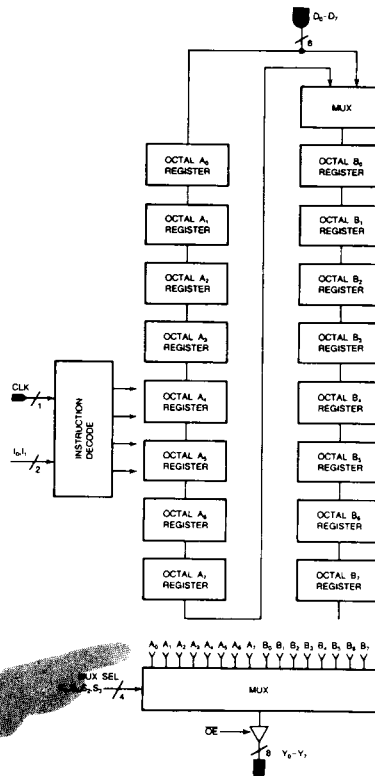 D₀-D₇
8
MUX
OCTAL A₀
REGISTER
OCTAL B₀
REGISTER
OCTAL A₁
REGISTER
OCTAL B₁
REGISTER
OCTAL A₂
REGISTER
OCTAL B₂
REGISTER
OCTAL A₃
REGISTER
OCTAL B₃
REGISTER
CLK
1
INSTRUCTION
DECODE
I₀,I₁
2
OCTAL A₄
REGISTER
OCTAL B₄
REGISTER
OCTAL A₅
REGISTER
OCTAL B₅
REGISTER
OCTAL A₆
REGISTER
OCTAL B₆
REGISTER
OCTAL A₇
REGISTER
OCTAL B₇
REGISTER
A₀ A₁ A₂ A₃ A₄ A₅ A₆ A₇ B₀ B₁ B₂ B₃ B₄ B₅ B₆ B₇
MUX SEL
S₂,S₃
4
MUX
OE
8
Y₀-Y₇